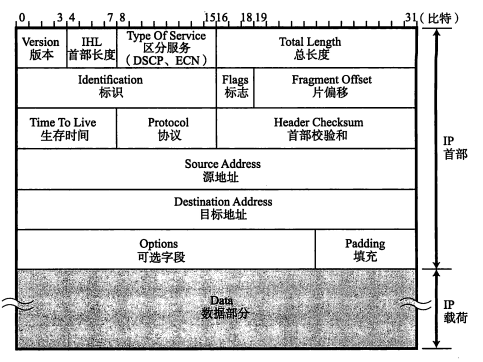 0 3 4 7 8 15 16 18 19 31 (比特)
Version IHL Type Of Service Total Length
版本 首部长度 区分服务 总长度
(DSCP、ECN)
Identification Flags Fragment Offset
标识 标志 片偏移
Time To Live Protocol Header Checksum
生存时间 协议 首部校验和
IP
首部
Source Address
源地址
Destination Address
目标地址
Options Padding
可选字段 填充
Data
数据部分
IP
载荷